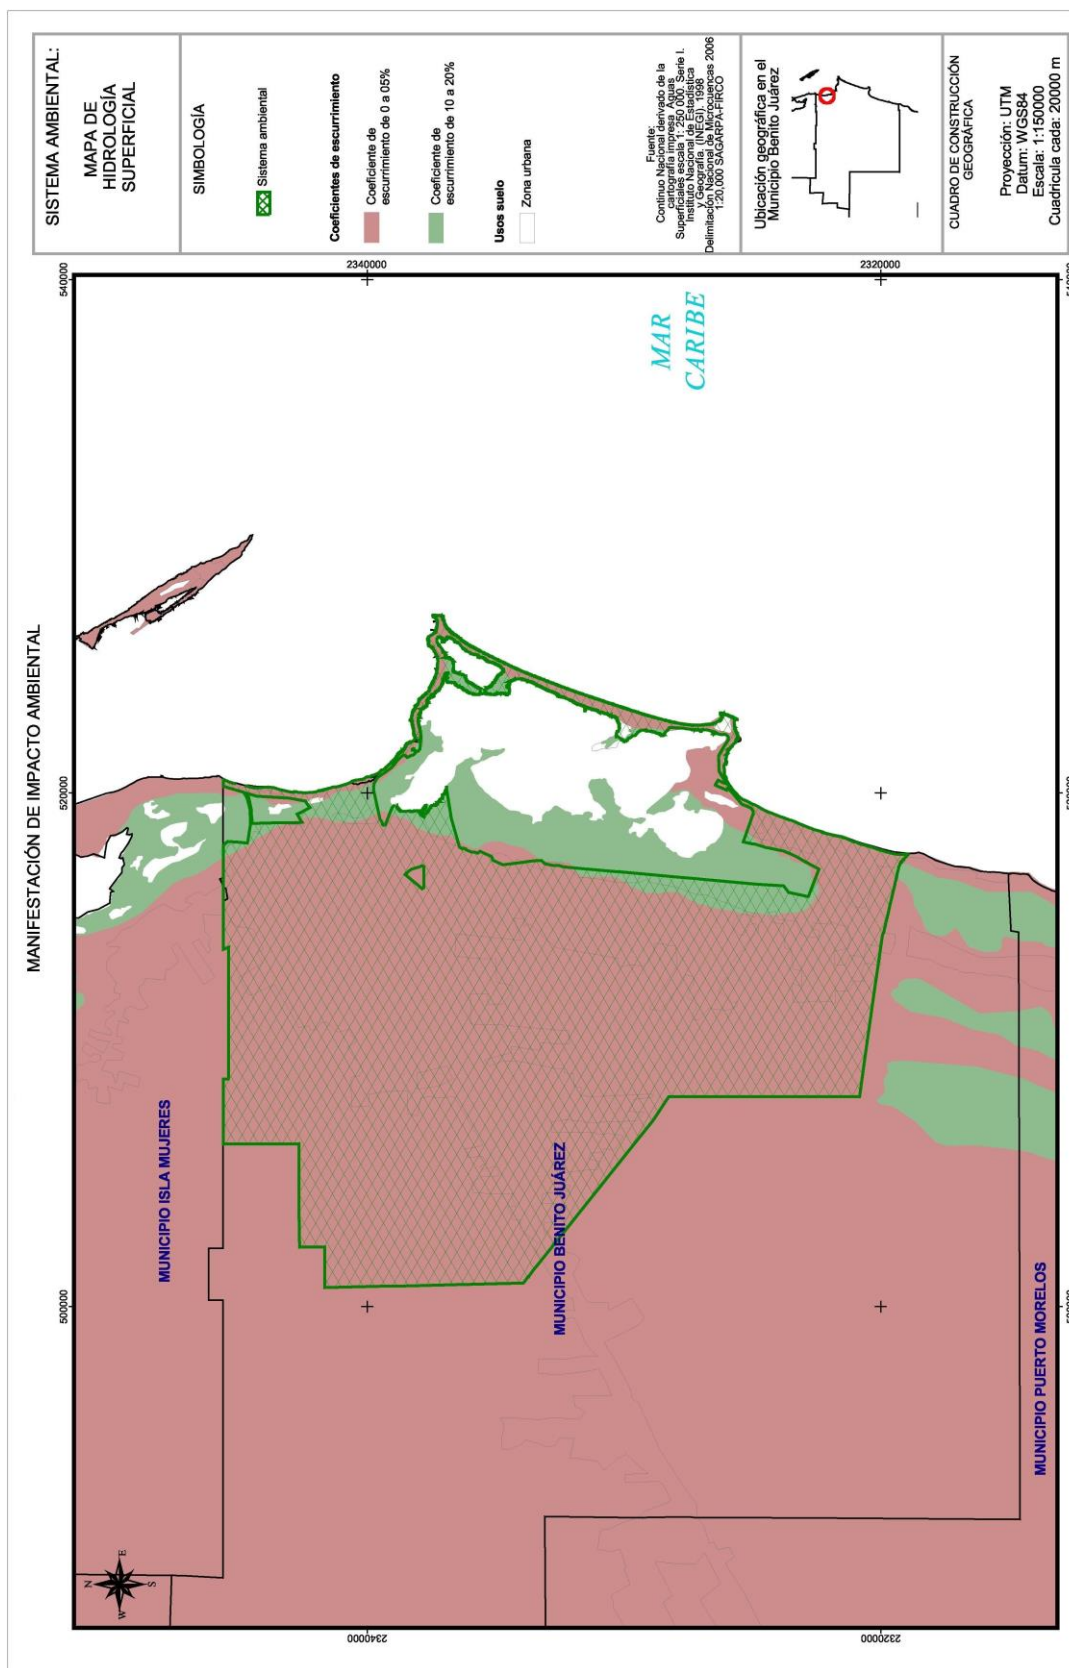 MANIFESTACIÓN DE IMPACTO AMBIENTAL
SISTEMA AMBIENTAL:
MAPA DE
HIDROLOGÍA
SUPERFICIAL
SIMBOLOGÍA
Sistema ambiental
Coeficientes de escurrimiento
Coeficiente de
escurrimiento de 0 a 05%
Coeficiente de
escurrimiento de 10 a 20%
Usos suelo
Zona urbana
Fuente:
Continuo Nacional derivado de la
cartografía impresa Aguas
Superficiales escala 1: 250 000. Serie I.
Instituto Nacional de Estadística
y Geografía. (INEGI). 1998
Delimitación Nacional de Microcuencas 2006
1:20,000 SAGARPA-FIRCO
Ubicación geográfica en el
Municipio Benito Juárez
CUADRO DE CONSTRUCCIÓN
GEOGRÁFICA
Proyección: UTM
Datum: WGS84
Escala: 1:150000
Cuadricula cada: 20000 m
500000
520000
540000
2340000
2340000
2320000
2320000
N
W
E
S
MUNICIPIO ISLA MUJERES
MUNICIPIO BENITO JUÁREZ
MUNICIPIO PUERTO MORELOS
MAR
CARIBE